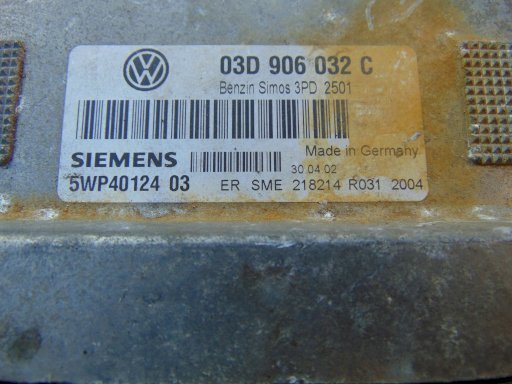 03D 906 032 C
Benzin Simos 3PD 2501
Made in Germany
SIEMENS
30.04.02
5WP40124 03 ER SME 218214 R031 2004